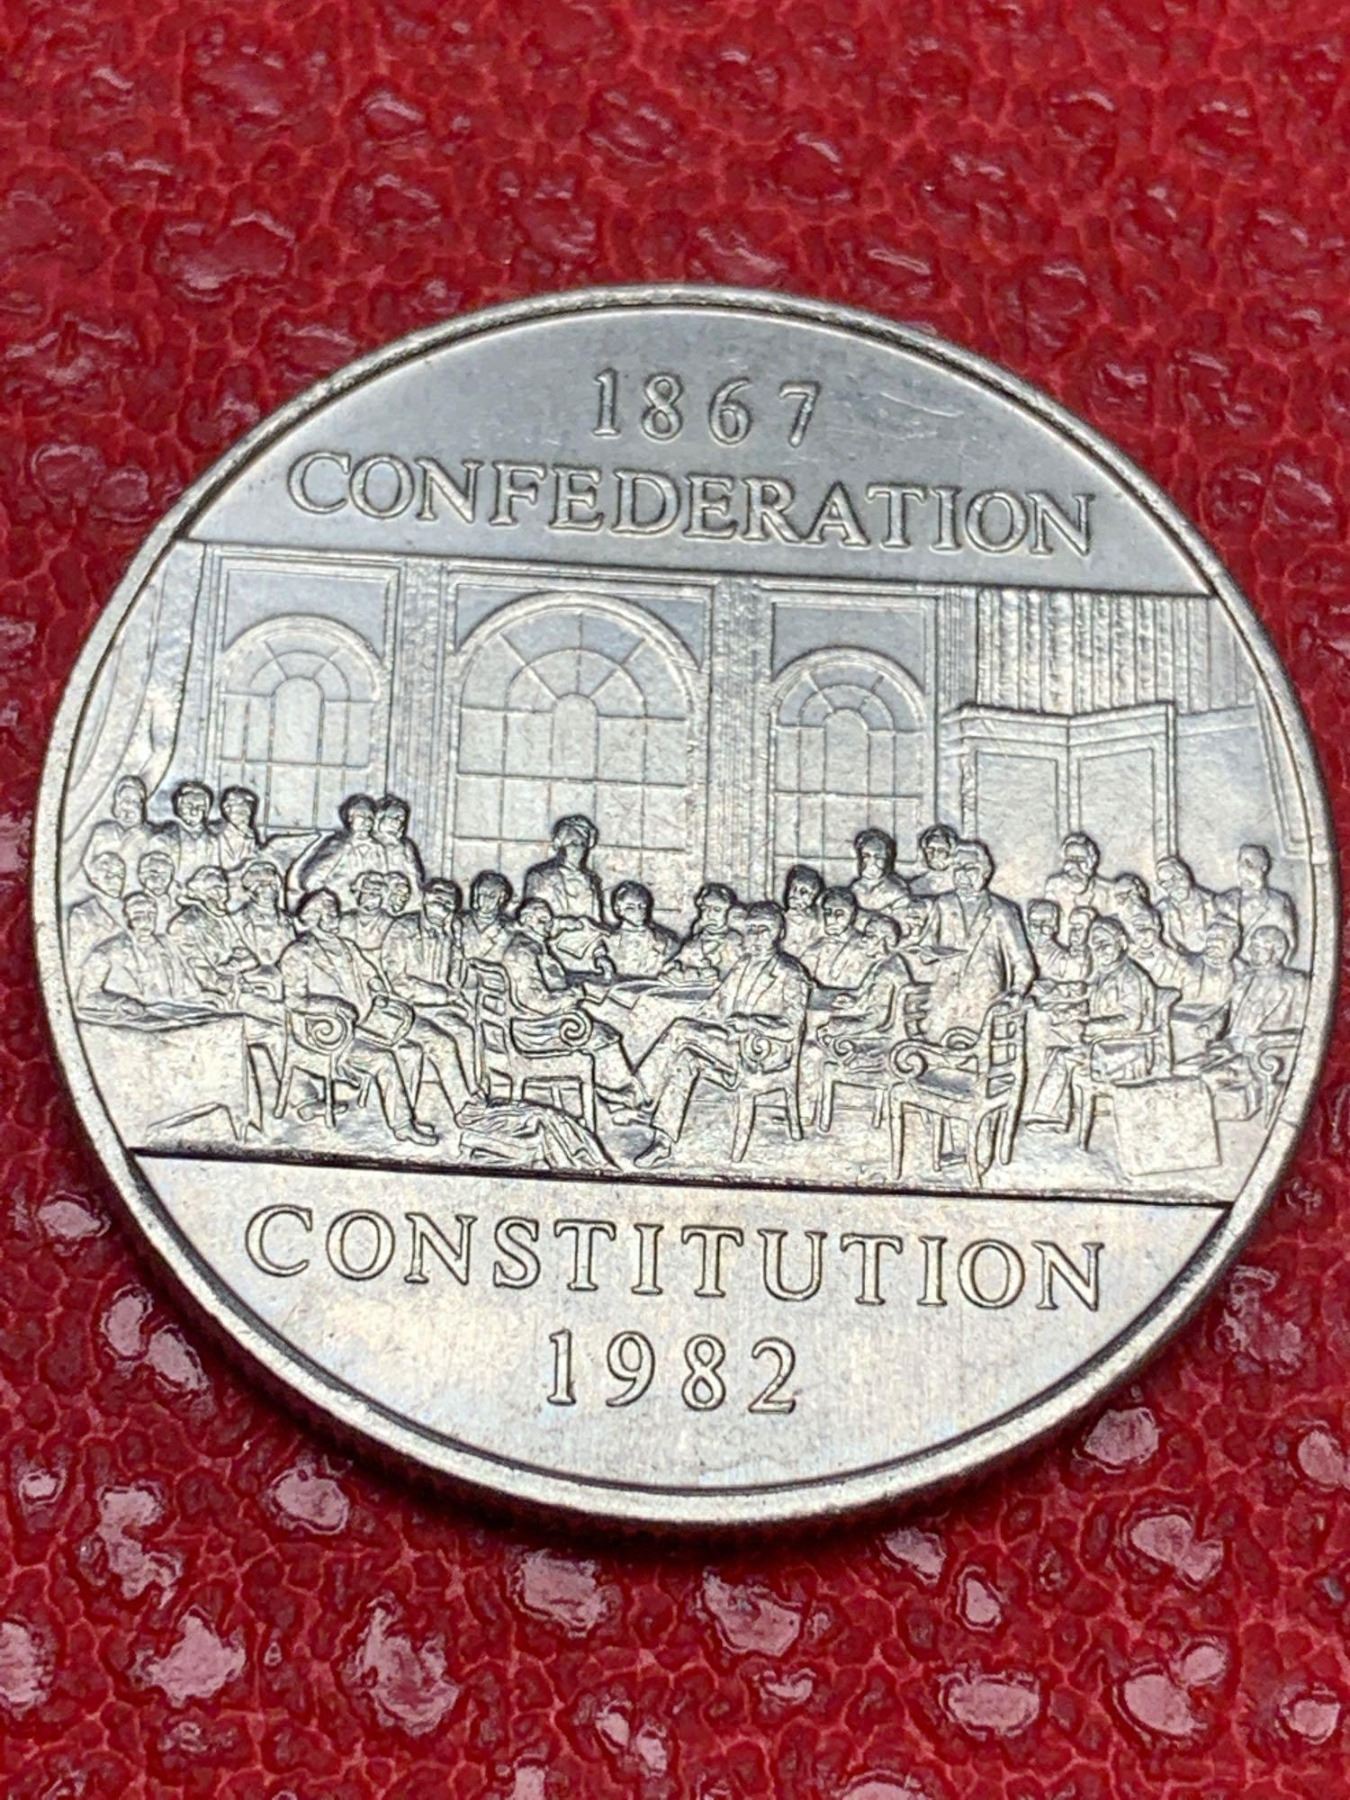 1867
CONFEDERATION
CONSTITUTION
1982